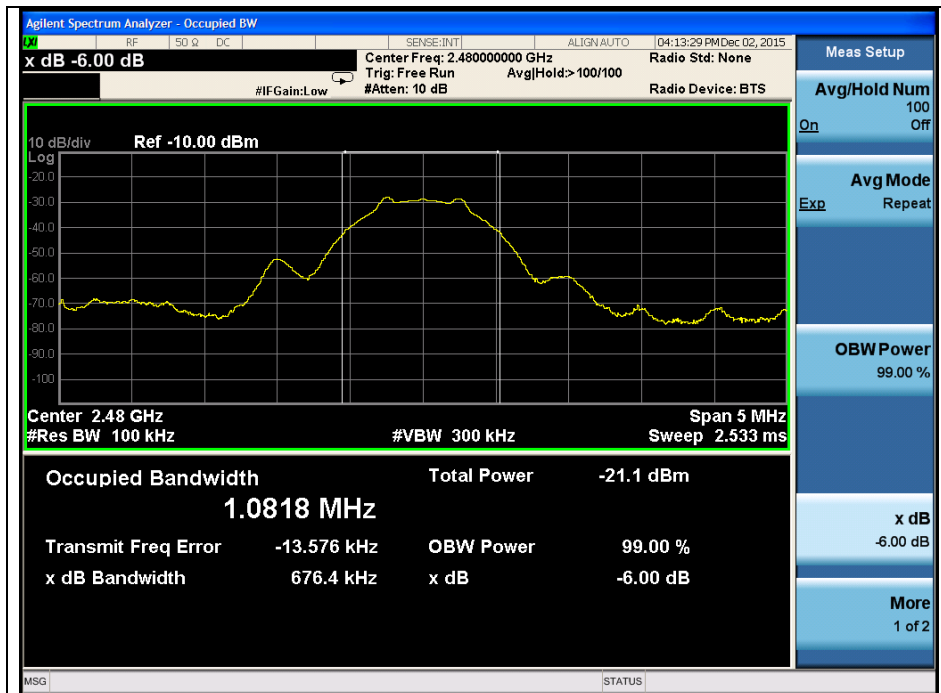 Agilent Spectrum Analyzer - Occupied BW
LXI RF 50 Ω DC SENSE:INT ALIGN AUTO 04:13:29 PM Dec 02, 2015
x dB -6.00 dB
Center Freq: 2.480000000 GHz Radio Std: None
Trig: Free Run Avg|Hold:>100/100
#IFGain:Low #Atten: 10 dB Radio Device: BTS
10 dB/div Ref -10.00 dBm
Log
-20.0
-30.0
-40.0
-50.0
-60.0
-70.0
-80.0
-90.0
-100
Center 2.48 GHz Span 5 MHz
#Res BW 100 kHz #VBW 300 kHz Sweep 2.533 ms
Occupied Bandwidth Total Power -21.1 dBm
1.0818 MHz
Transmit Freq Error -13.576 kHz OBW Power 99.00 %
x dB Bandwidth 676.4 kHz x dB -6.00 dB
MSG STATUS
Meas Setup
Avg/Hold Num
100
On Off
Avg Mode
Exp Repeat
OBW Power
99.00 %
x dB
-6.00 dB
More
1 of 2